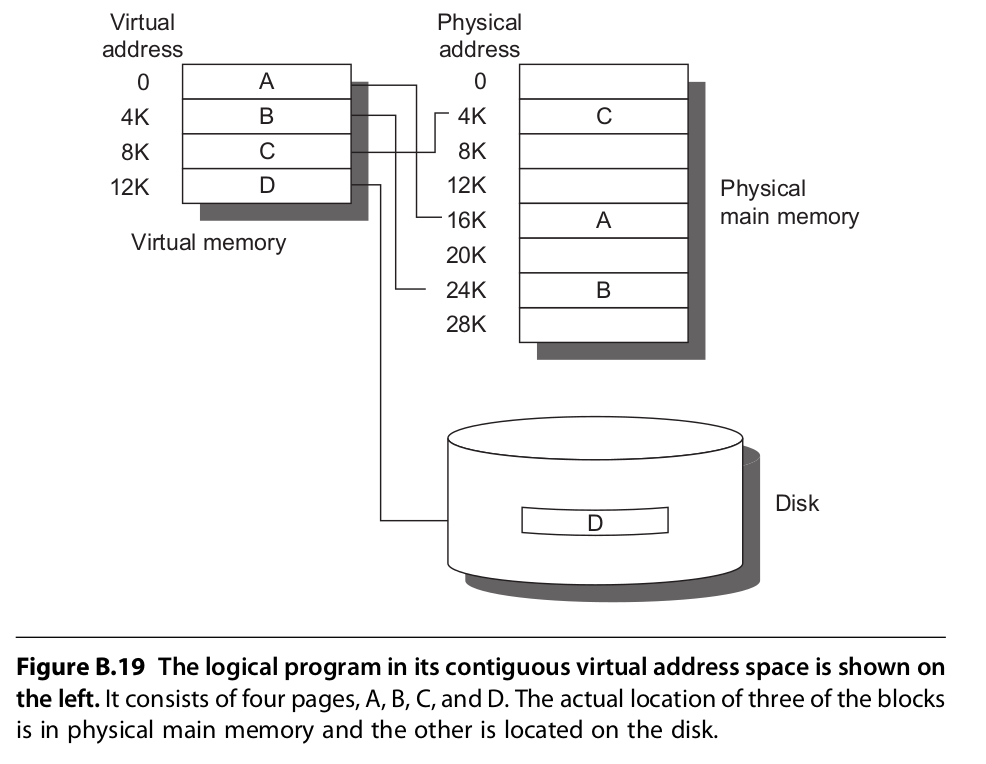 Virtual
address
0
4K
8K
12K
A
B
C
D
Virtual memory
Physical
address
0
4K
8K
12K
16K
20K
24K
28K
C
A
B
Physical
main memory
D
Disk
Figure B.19 The logical program in its contiguous virtual address space is shown on
the left. It consists of four pages, A, B, C, and D. The actual location of three of the blocks
is in physical main memory and the other is located on the disk.